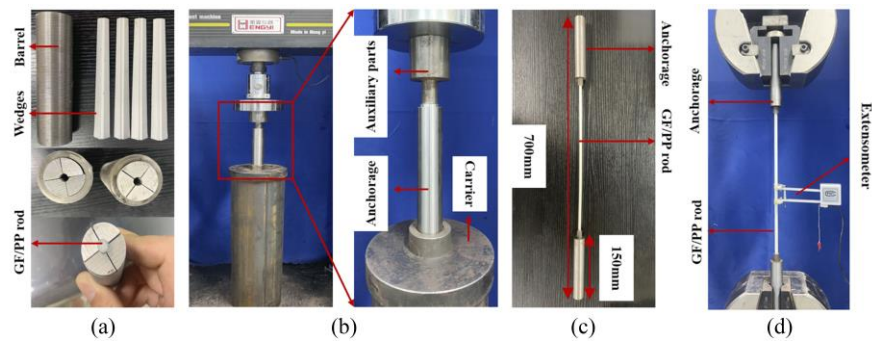 Barrel
Wedges
GF/PP rod
(a)
ENGYI
Auxiliary parts
Anchorage
Carrier
(b)
700mm
Anchorage
GF/PP rod
150mm
(c)
Anchorage
GF/PP rod
Extensometer
(d)